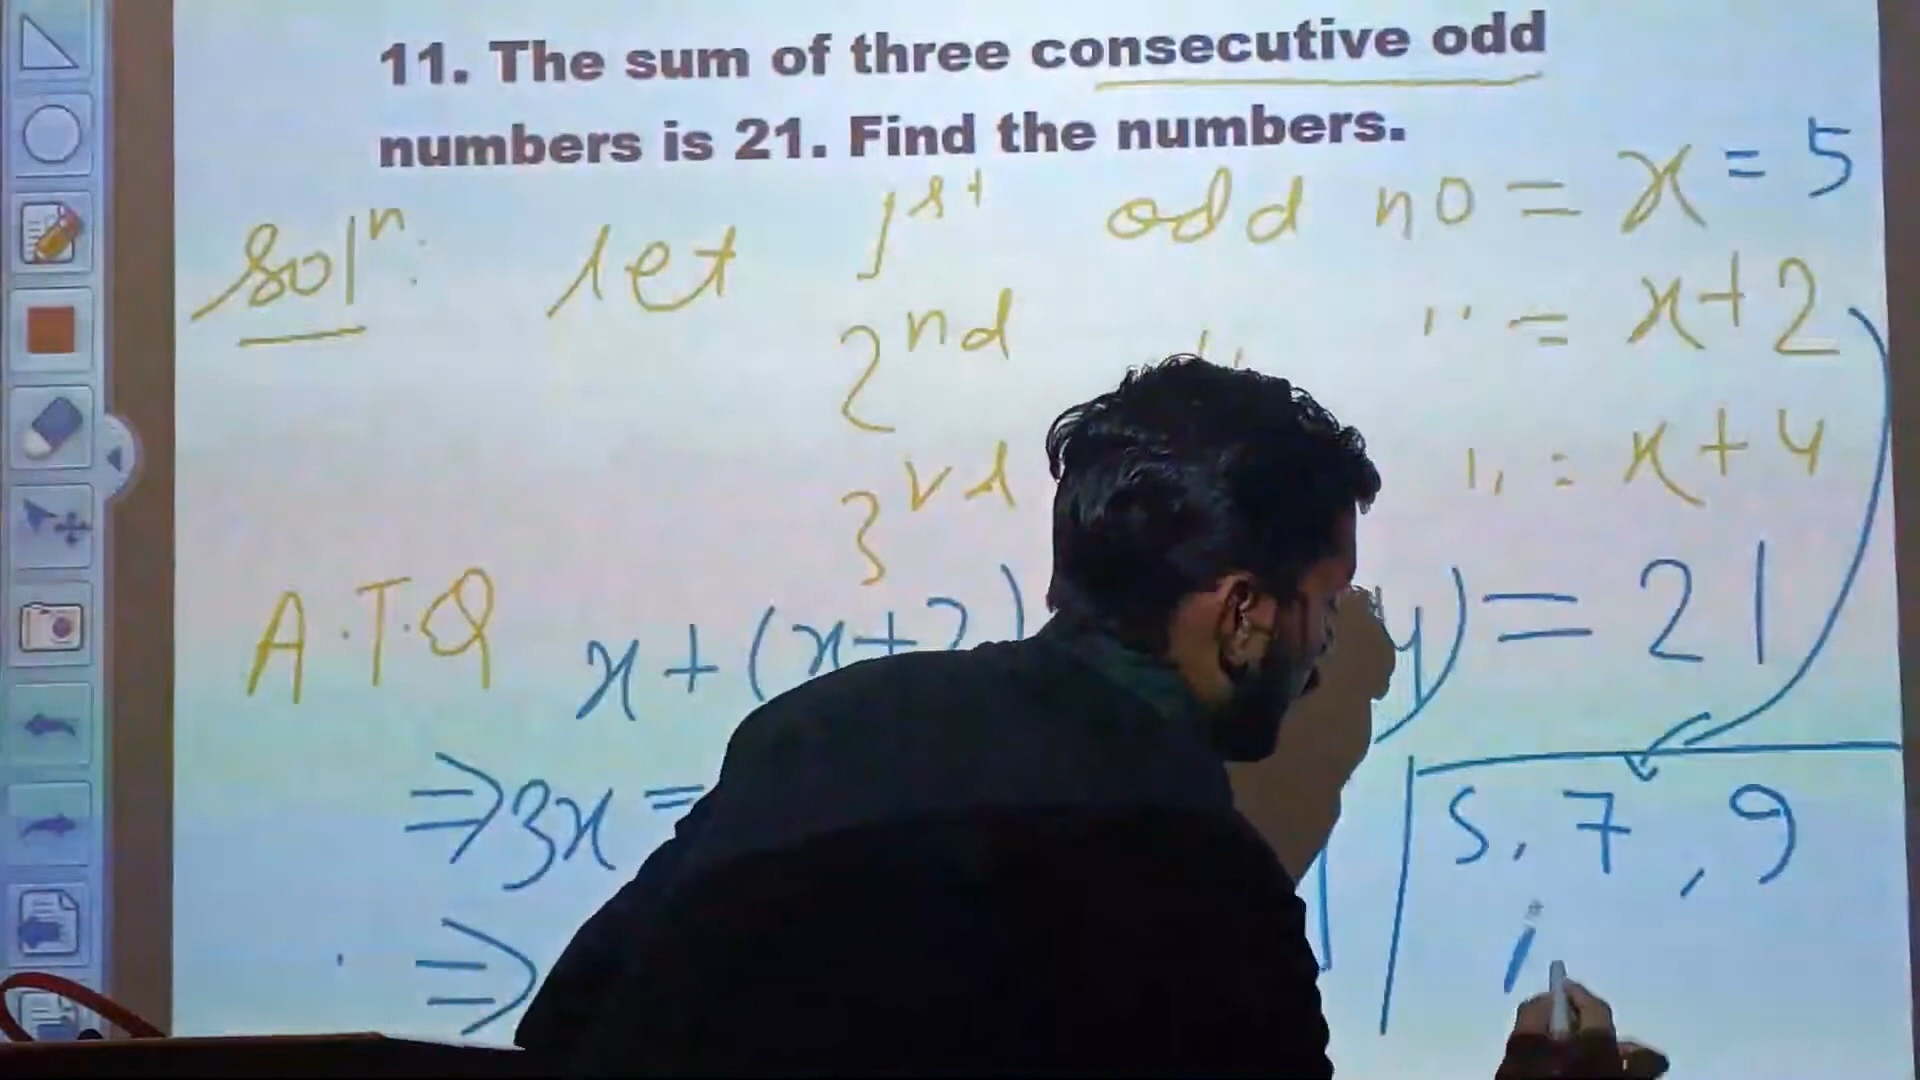 11. The sum of three consecutive odd
numbers is 21. Find the numbers.
Solⁿ: let 1st odd no = x = 5
2nd " " = x+2
3rd " = x+4
A.T.Q x+(x+2) 4) = 21
⇒3x =
5, 7, 9
⇒